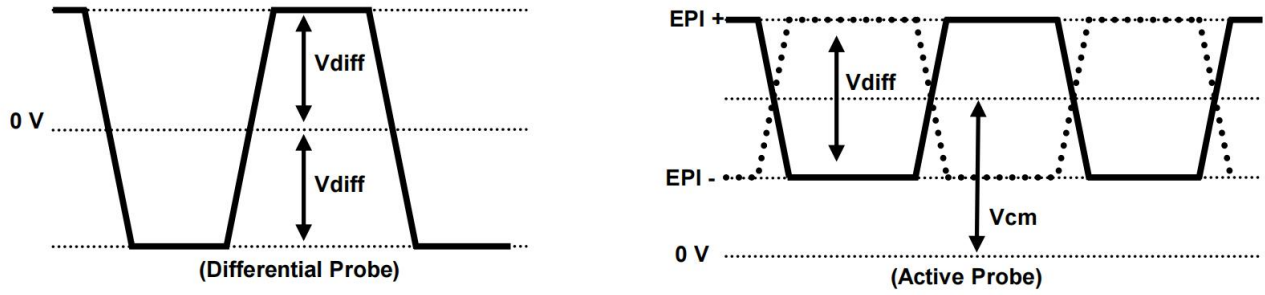 Vdiff
0 V
Vdiff
(Differential Probe)
EPI +
Vdiff
EPI -
Vcm
0 V
(Active Probe)